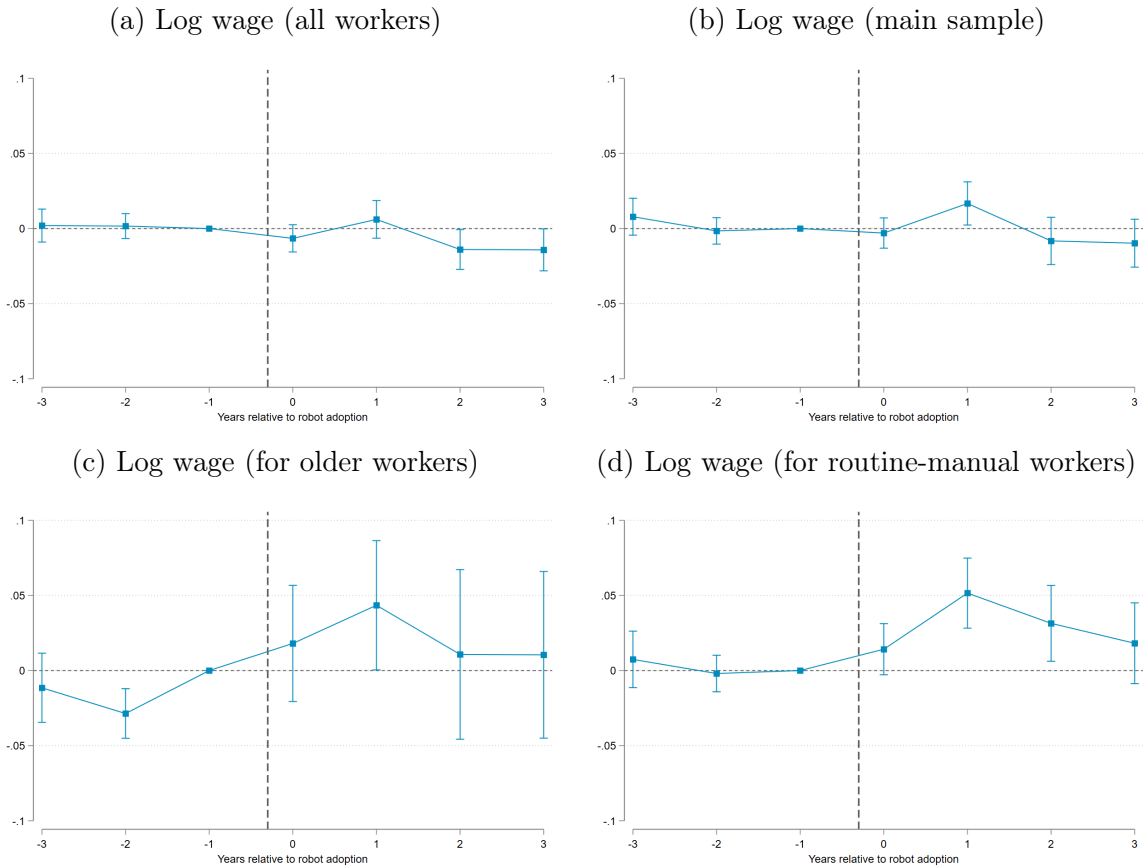 (a) Log wage (all workers)
.1
.05
0
-.05
-.1
-3 -2 -1 0 1 2 3
Years relative to robot adoption
(b) Log wage (main sample)
.1
.05
0
-.05
-.1
-3 -2 -1 0 1 2 3
Years relative to robot adoption
(c) Log wage (for older workers)
.1
.05
0
-.05
-.1
-3 -2 -1 0 1 2 3
Years relative to robot adoption
(d) Log wage (for routine-manual workers)
.1
.05
0
-.05
-.1
-3 -2 -1 0 1 2 3
Years relative to robot adoption